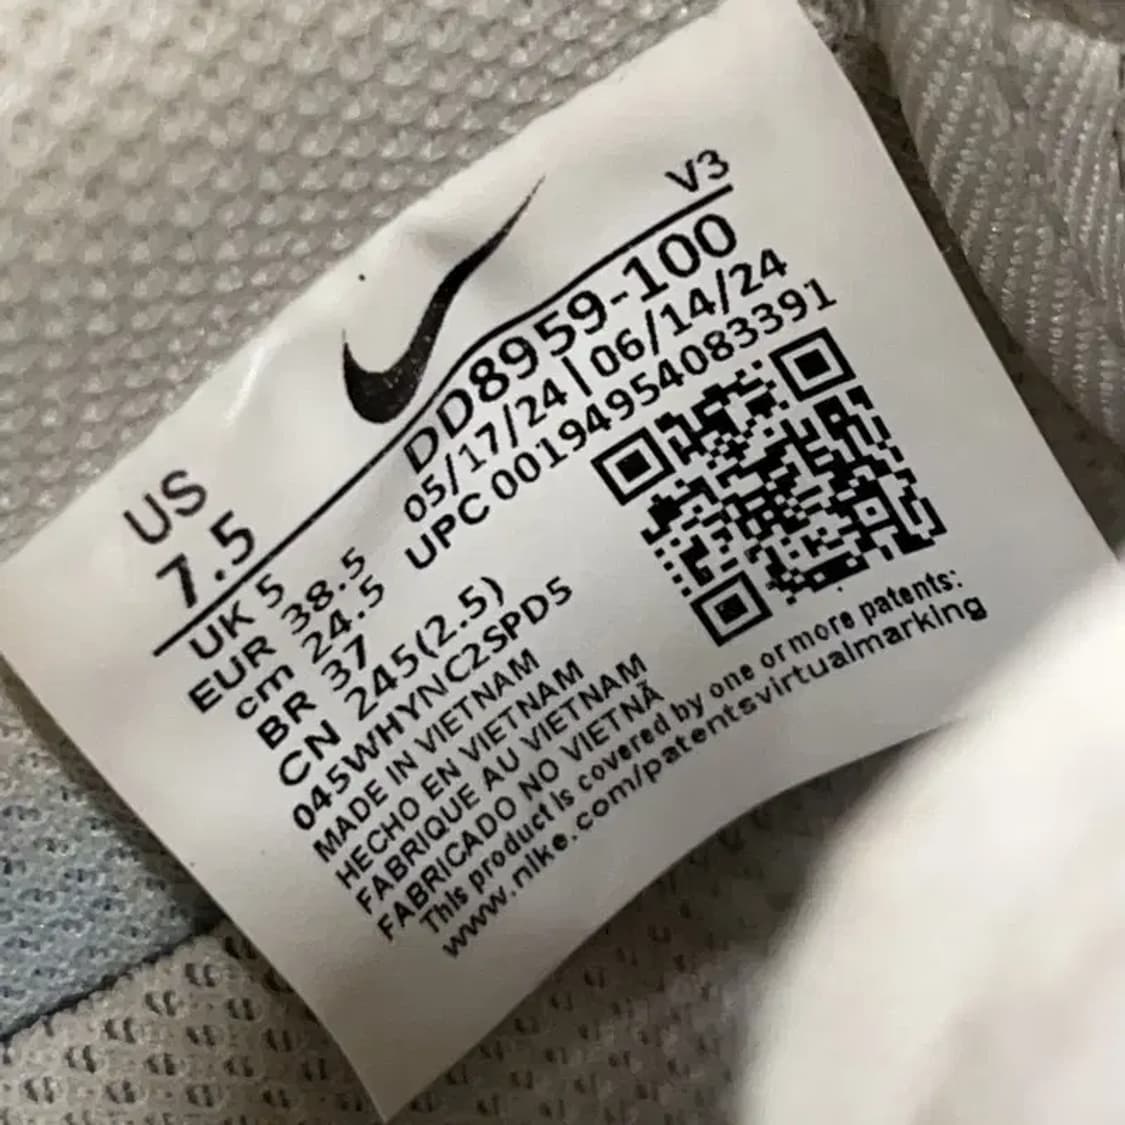 V3
US
7.5
DD8959-100
05/17/24 | 06/14/24
UPC 00194954083391
UK 5
EUR 38.5
cm 24.5
BR 37
CN 245(2.5)
045WHYNC2SPD5
MADE IN VIETNAM
HECHO EN VIETNAM
FABRIQUE AU VIETNAM
FABRICADO NO VIETNÃ
This product is covered by one or more patents:
www.nike.com/patentsvirtualmarking